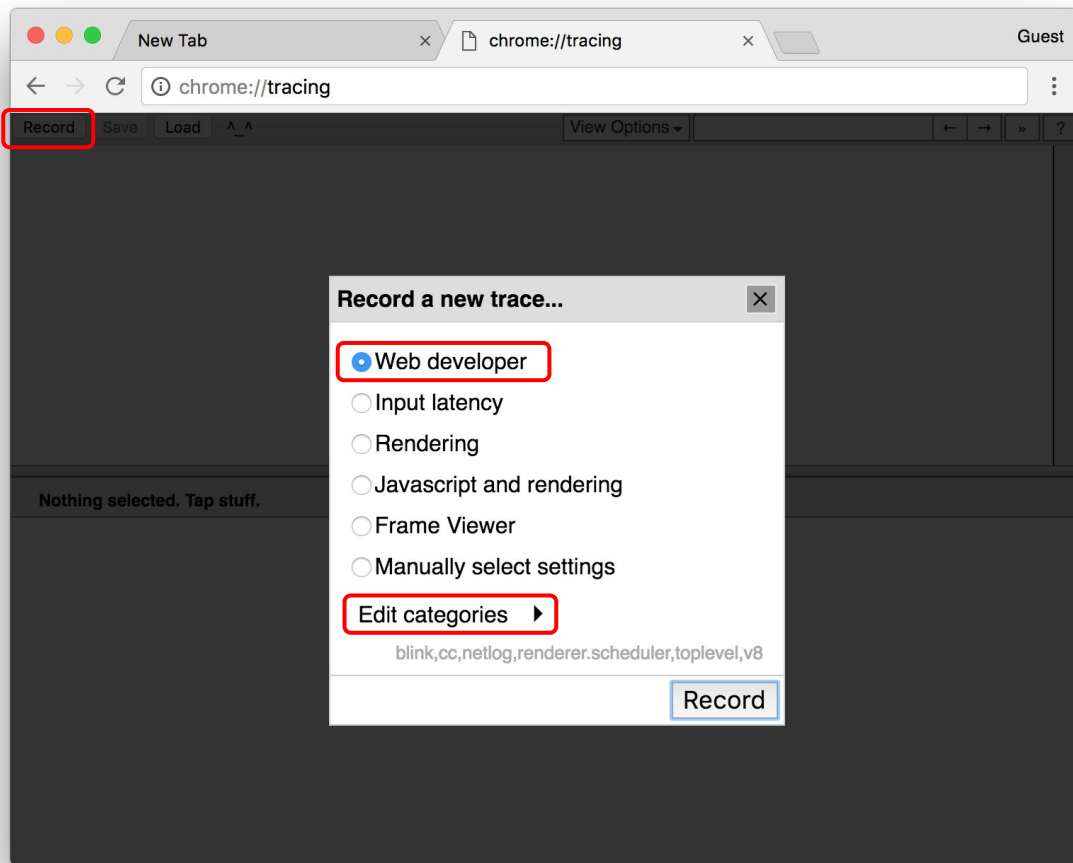 New Tab
chrome://tracing
Guest
chrome://tracing
Record Save Load ^_^ View Options ← → » ?
Record a new trace...
Web developer
Input latency
Rendering
Javascript and rendering
Frame Viewer
Manually select settings
Edit categories
blink,cc,netlog,renderer.scheduler,toplevel,v8
Record
Nothing selected. Tap stuff.